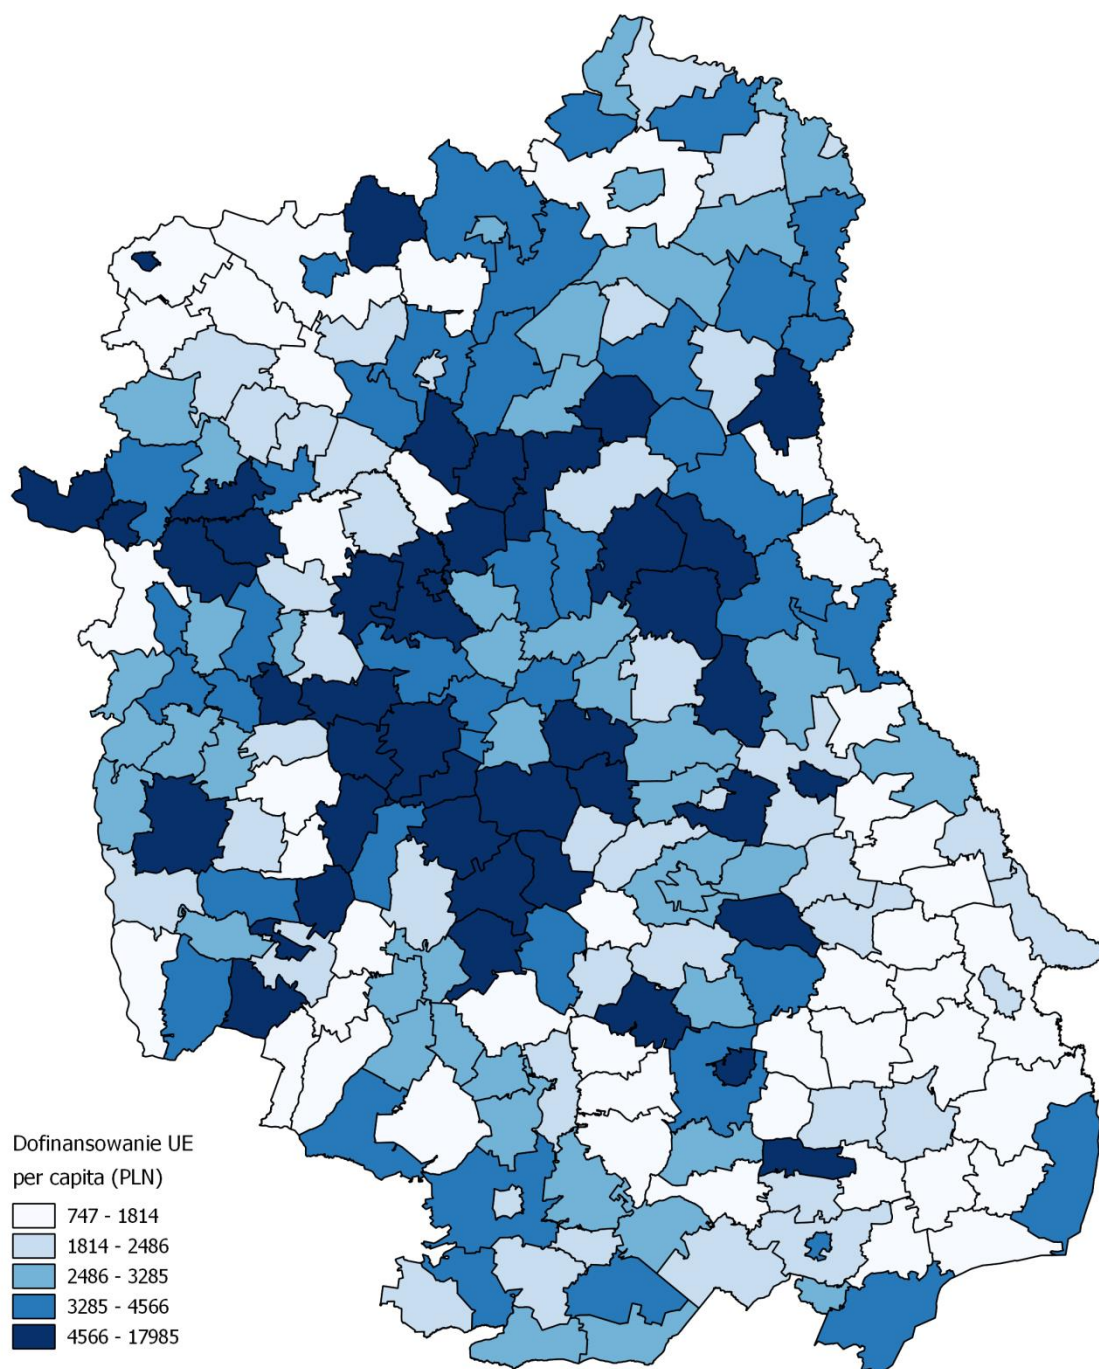 Dofinansowanie UE
per capita (PLN)
747 - 1814
1814 - 2486
2486 - 3285
3285 - 4566
4566 - 17985